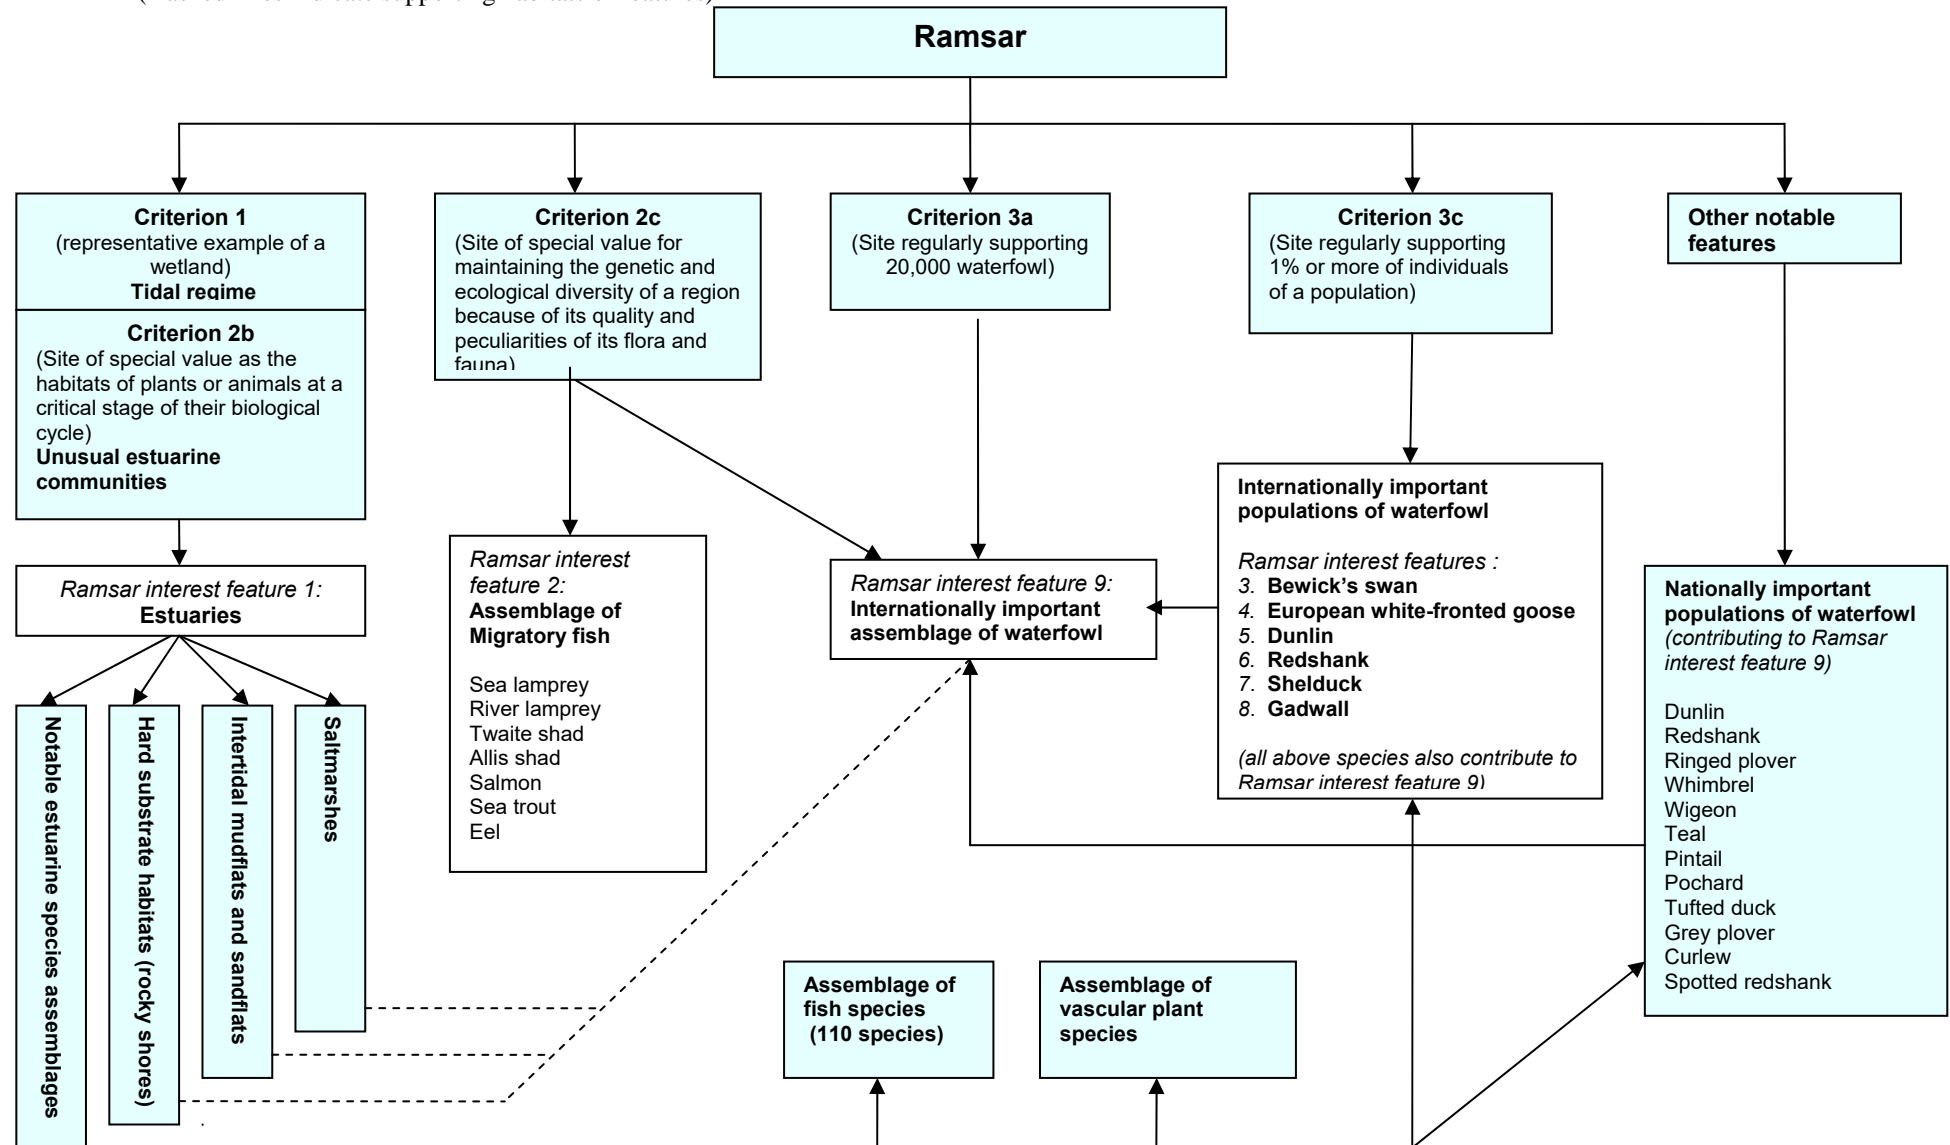 Ramsar
Criterion 1
(representative example of a
wetland)
Tidal regime
Criterion 2b
(Site of special value as the
habitats of plants or animals at a
critical stage of their biological
cycle)
Unusual estuarine
communities
Criterion 2c
(Site of special value for
maintaining the genetic and
ecological diversity of a region
because of its quality and
peculiarities of its flora and
fauna)
Criterion 3a
(Site regularly supporting
20,000 waterfowl)
Criterion 3c
(Site regularly supporting
1% or more of individuals
of a population)
Other notable
features
Ramsar interest feature 1:
Estuaries
Ramsar interest
feature 2:
Assemblage of
Migratory fish
Sea lamprey
River lamprey
Twaite shad
Allis shad
Salmon
Sea trout
Eel
Ramsar interest feature 9:
Internationally important
assemblage of waterfowl
Internationally important
populations of waterfowl
Ramsar interest features :
3. Bewick’s swan
4. European white-fronted goose
5. Dunlin
6. Redshank
7. Shelduck
8. Gadwall
(all above species also contribute to
Ramsar interest feature 9)
Nationally important
populations of waterfowl
(contributing to Ramsar
interest feature 9)
Dunlin
Redshank
Ringed plover
Whimbrel
Wigeon
Teal
Pintail
Pochard
Tufted duck
Grey plover
Curlew
Spotted redshank
Notable estuarine species assemblages
Hard substrate habitats (rocky shores)
Intertidal mudflats and sandflats
Saltmarshes
Assemblage of
fish species
(110 species)
Assemblage of
vascular plant
species